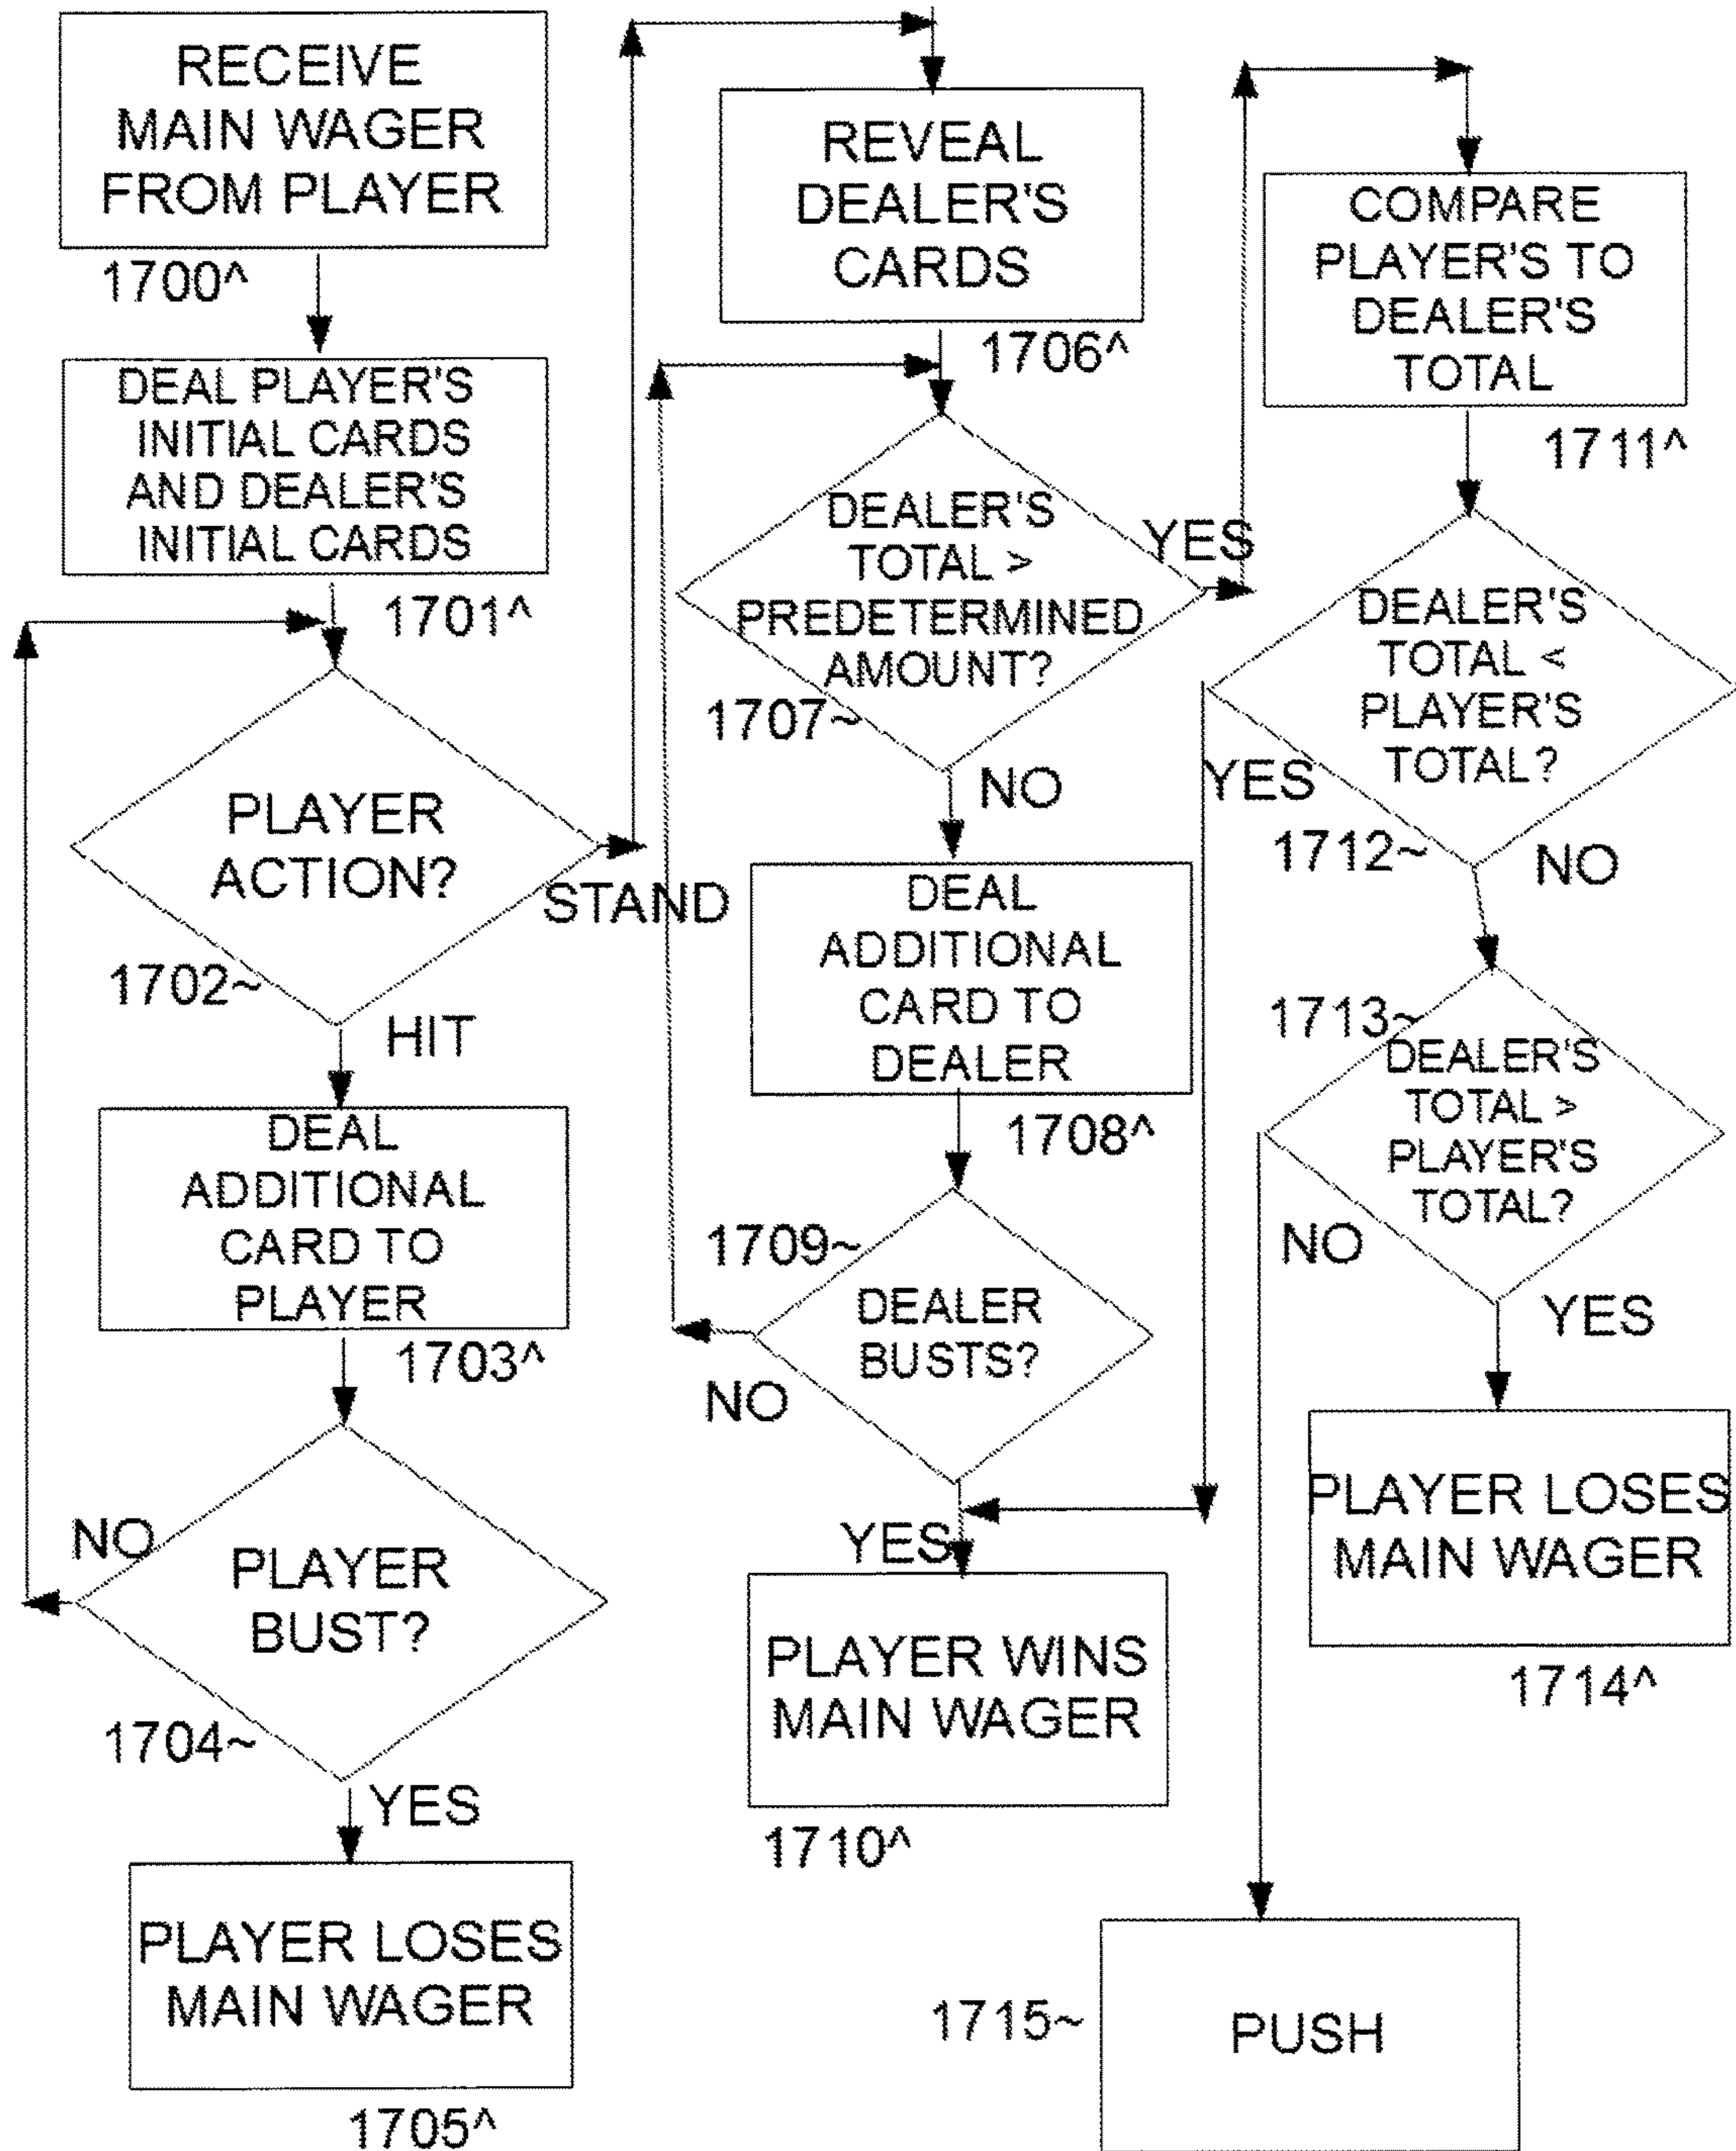 RECEIVE
MAIN WAGER
FROM PLAYER
1700^
DEAL PLAYER'S
INITIAL CARDS
AND DEALER'S
INITIAL CARDS
1701^
PLAYER
ACTION?
STAND
1702~
HIT
DEAL
ADDITIONAL
CARD TO
PLAYER
1703^
NO
PLAYER
BUST?
1704~
YES
PLAYER LOSES
MAIN WAGER
1705^
REVEAL
DEALER'S
CARDS
1706^
DEALER'S
TOTAL >
PREDETERMINED
AMOUNT?
YES
1707~
NO
DEAL
ADDITIONAL
CARD TO
DEALER
1708^
1709~
DEALER
BUSTS?
NO
YES
PLAYER WINS
MAIN WAGER
1710^
COMPARE
PLAYER'S TO
DEALER'S
TOTAL
1711^
DEALER'S
TOTAL <
PLAYER'S
TOTAL?
YES
1712~
NO
1713~
DEALER'S
TOTAL >
PLAYER'S
TOTAL?
NO
YES
PLAYER LOSES
MAIN WAGER
1714^
1715~
PUSH